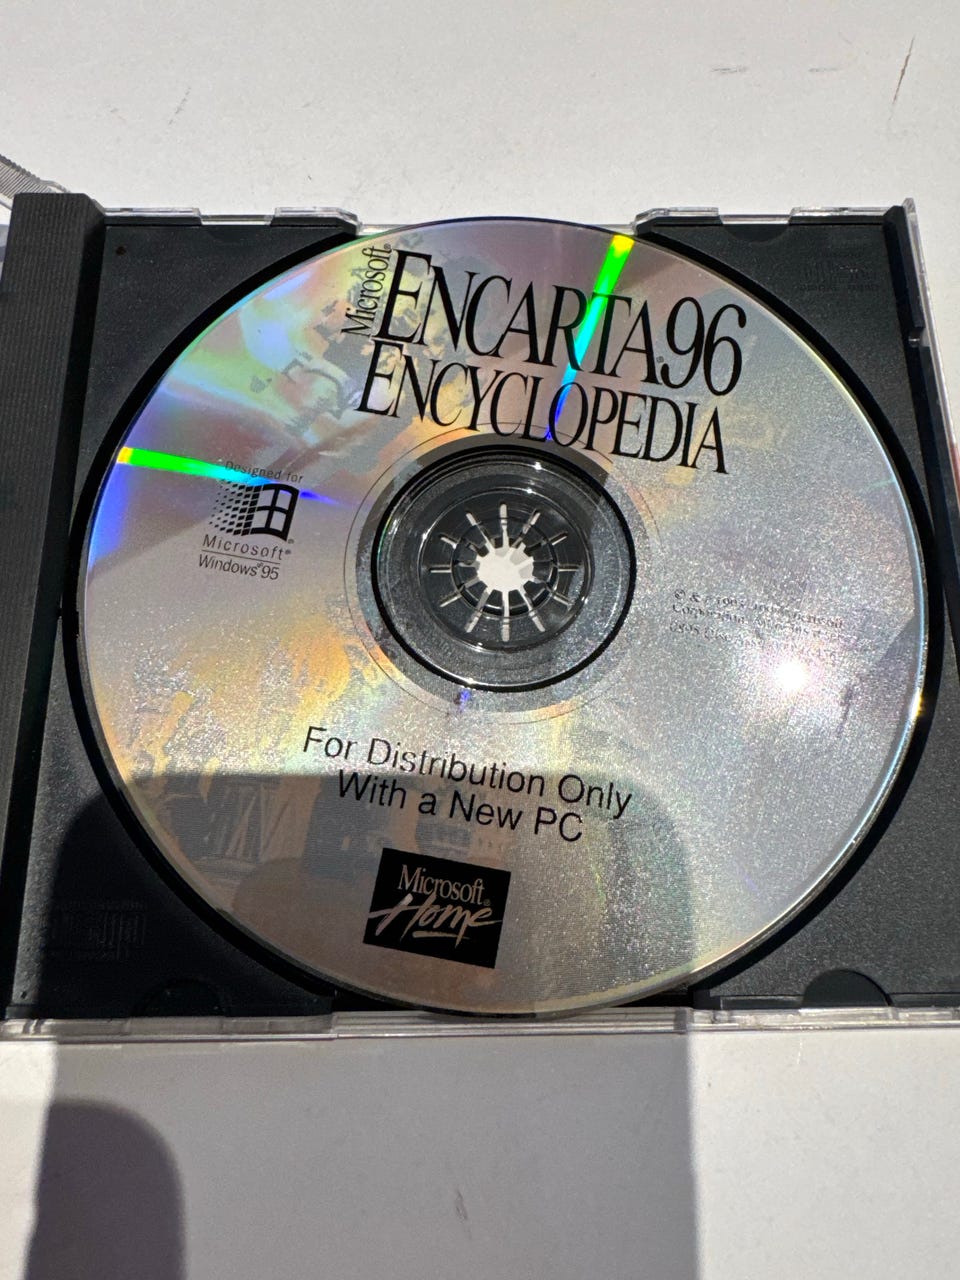 Microsoft®
ENCARTA®96
ENCYCLOPEDIA
Designed for
Microsoft®
Windows®95
For Distribution Only
With a New PC
Microsoft®
Home